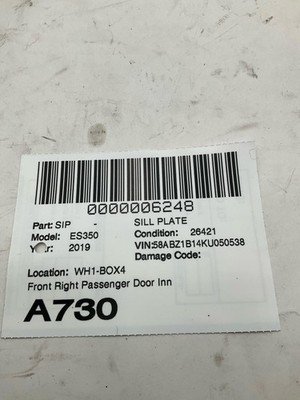 0000006248
Part: SIP - SILL PLATE
Model: ES350 Condition: 26421
Year: 2019 VIN:58ABZ1B14KU050538
Damage Code:
Location: WH1-BOX4
Front Right Passenger Door Inn
A730